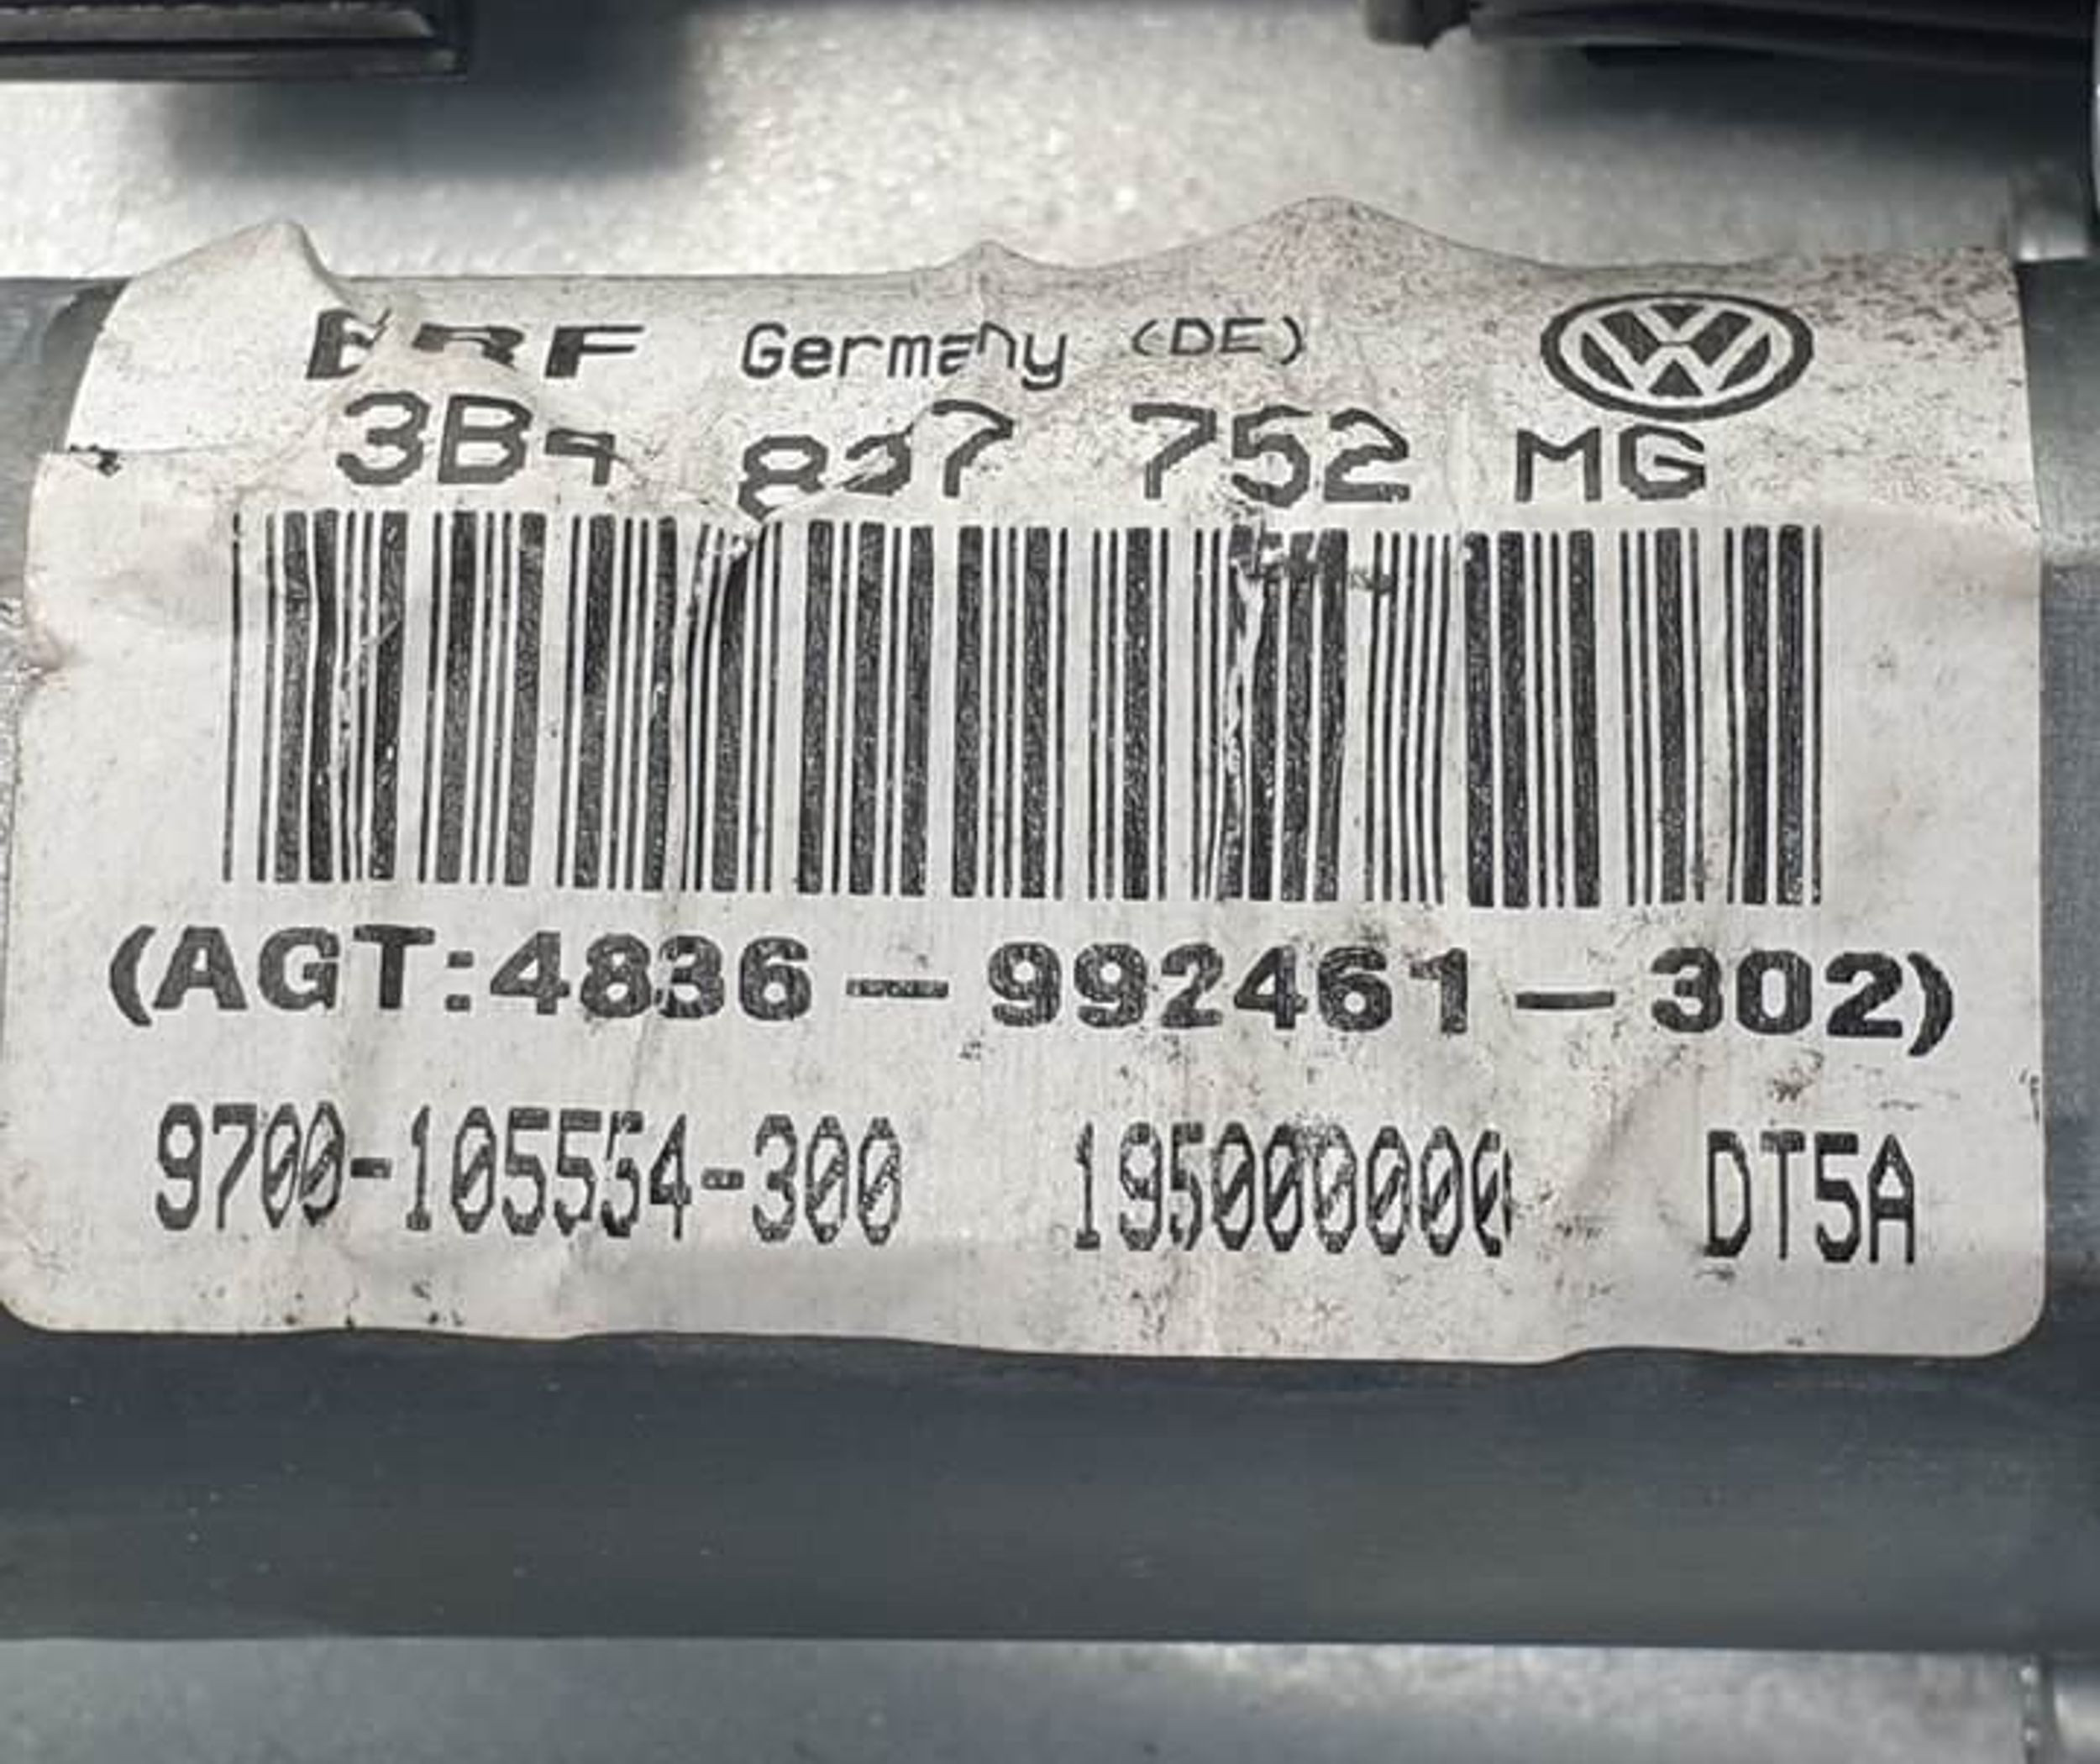 Germany (DE)
752 MG
(AGT:4836-992461-302)
9700-105554-300 195000000 DT5A